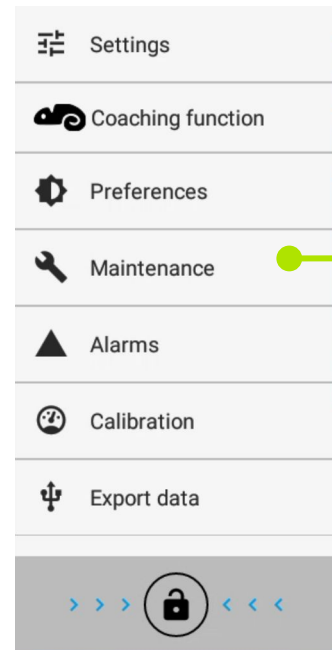 Settings
Coaching function
Preferences
Maintenance
Alarms
Calibration
Export data